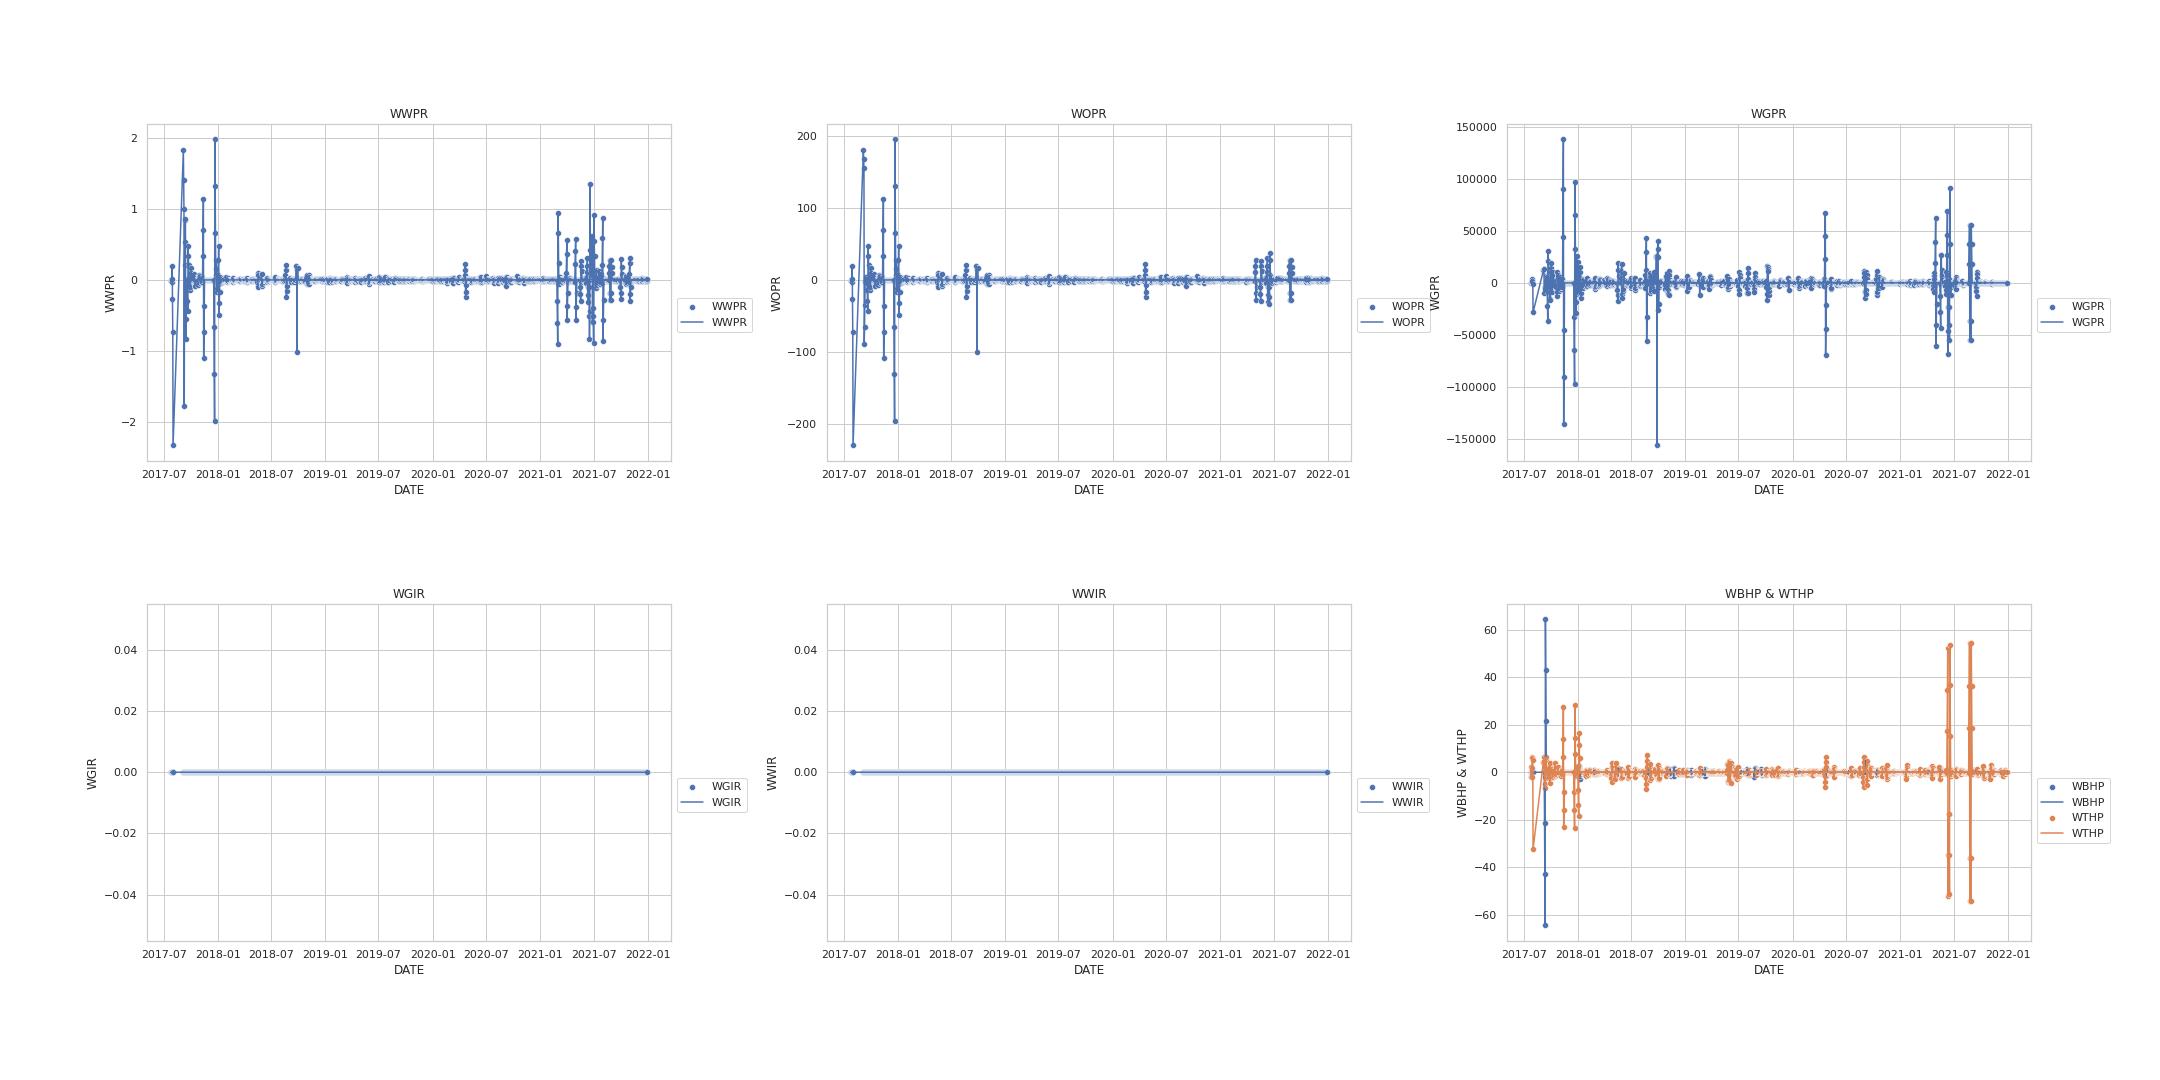 WWPR
2
1
0
−1
−2
WWPR
2017-07 2018-01 2018-07 2019-01 2019-07 2020-01 2020-07 2021-01 2021-07 2022-01
DATE
WWPR
WWPR
WOPR
200
100
0
−100
−200
WOPR
2017-07 2018-01 2018-07 2019-01 2019-07 2020-01 2020-07 2021-01 2021-07 2022-01
DATE
WOPR
WOPR
WGPR
150000
100000
50000
0
−50000
−100000
−150000
WGPR
2017-07 2018-01 2018-07 2019-01 2019-07 2020-01 2020-07 2021-01 2021-07 2022-01
DATE
WGPR
WGPR
WGIR
0.04
0.02
0.00
−0.02
−0.04
WGIR
2017-07 2018-01 2018-07 2019-01 2019-07 2020-01 2020-07 2021-01 2021-07 2022-01
DATE
WGIR
WGIR
WWIR
0.04
0.02
0.00
−0.02
−0.04
WWIR
2017-07 2018-01 2018-07 2019-01 2019-07 2020-01 2020-07 2021-01 2021-07 2022-01
DATE
WWIR
WWIR
WBHP & WTHP
60
40
20
0
−20
−40
−60
WBHP & WTHP
2017-07 2018-01 2018-07 2019-01 2019-07 2020-01 2020-07 2021-01 2021-07 2022-01
DATE
WBHP
WBHP
WTHP
WTHP